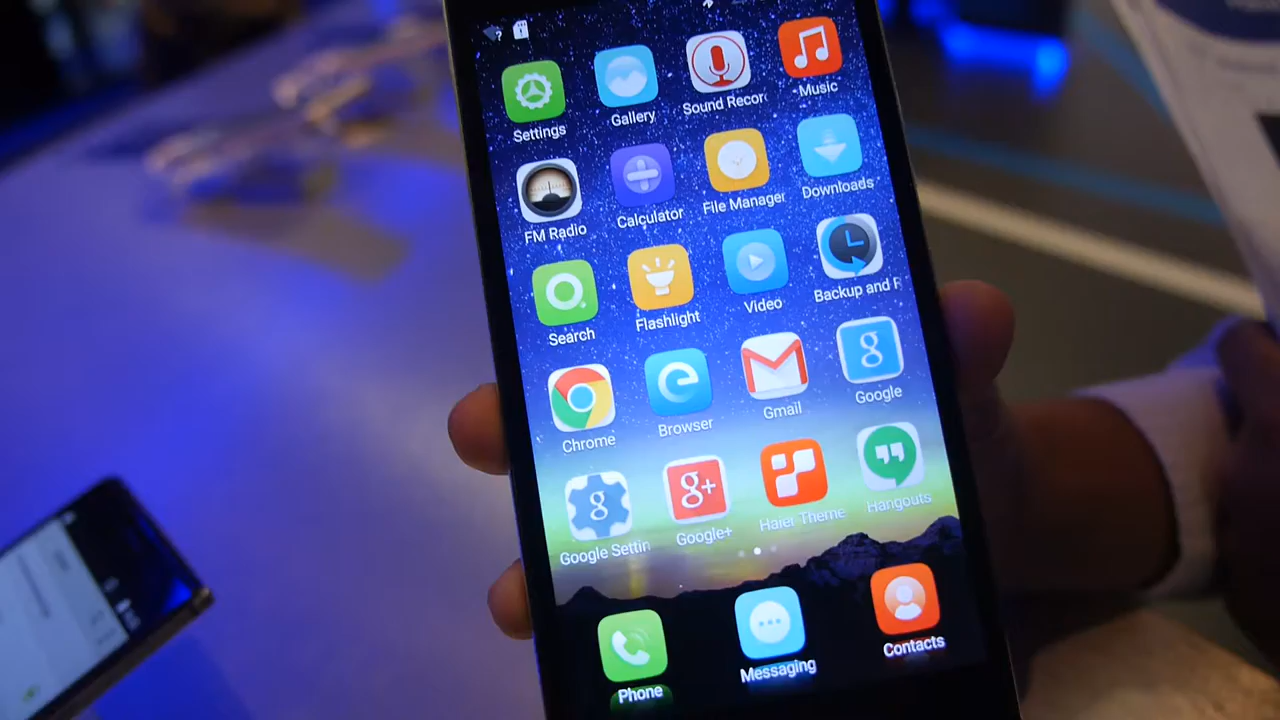 Settings
Gallery
Sound Recor
Music
FM Radio
Calculator
File Manager
Downloads
Search
Flashlight
Video
Backup and R
Chrome
Browser
Gmail
g
Google
g
g+
Google Settin
Google+
Haier Theme
Hangouts
Phone
Messaging
Contacts